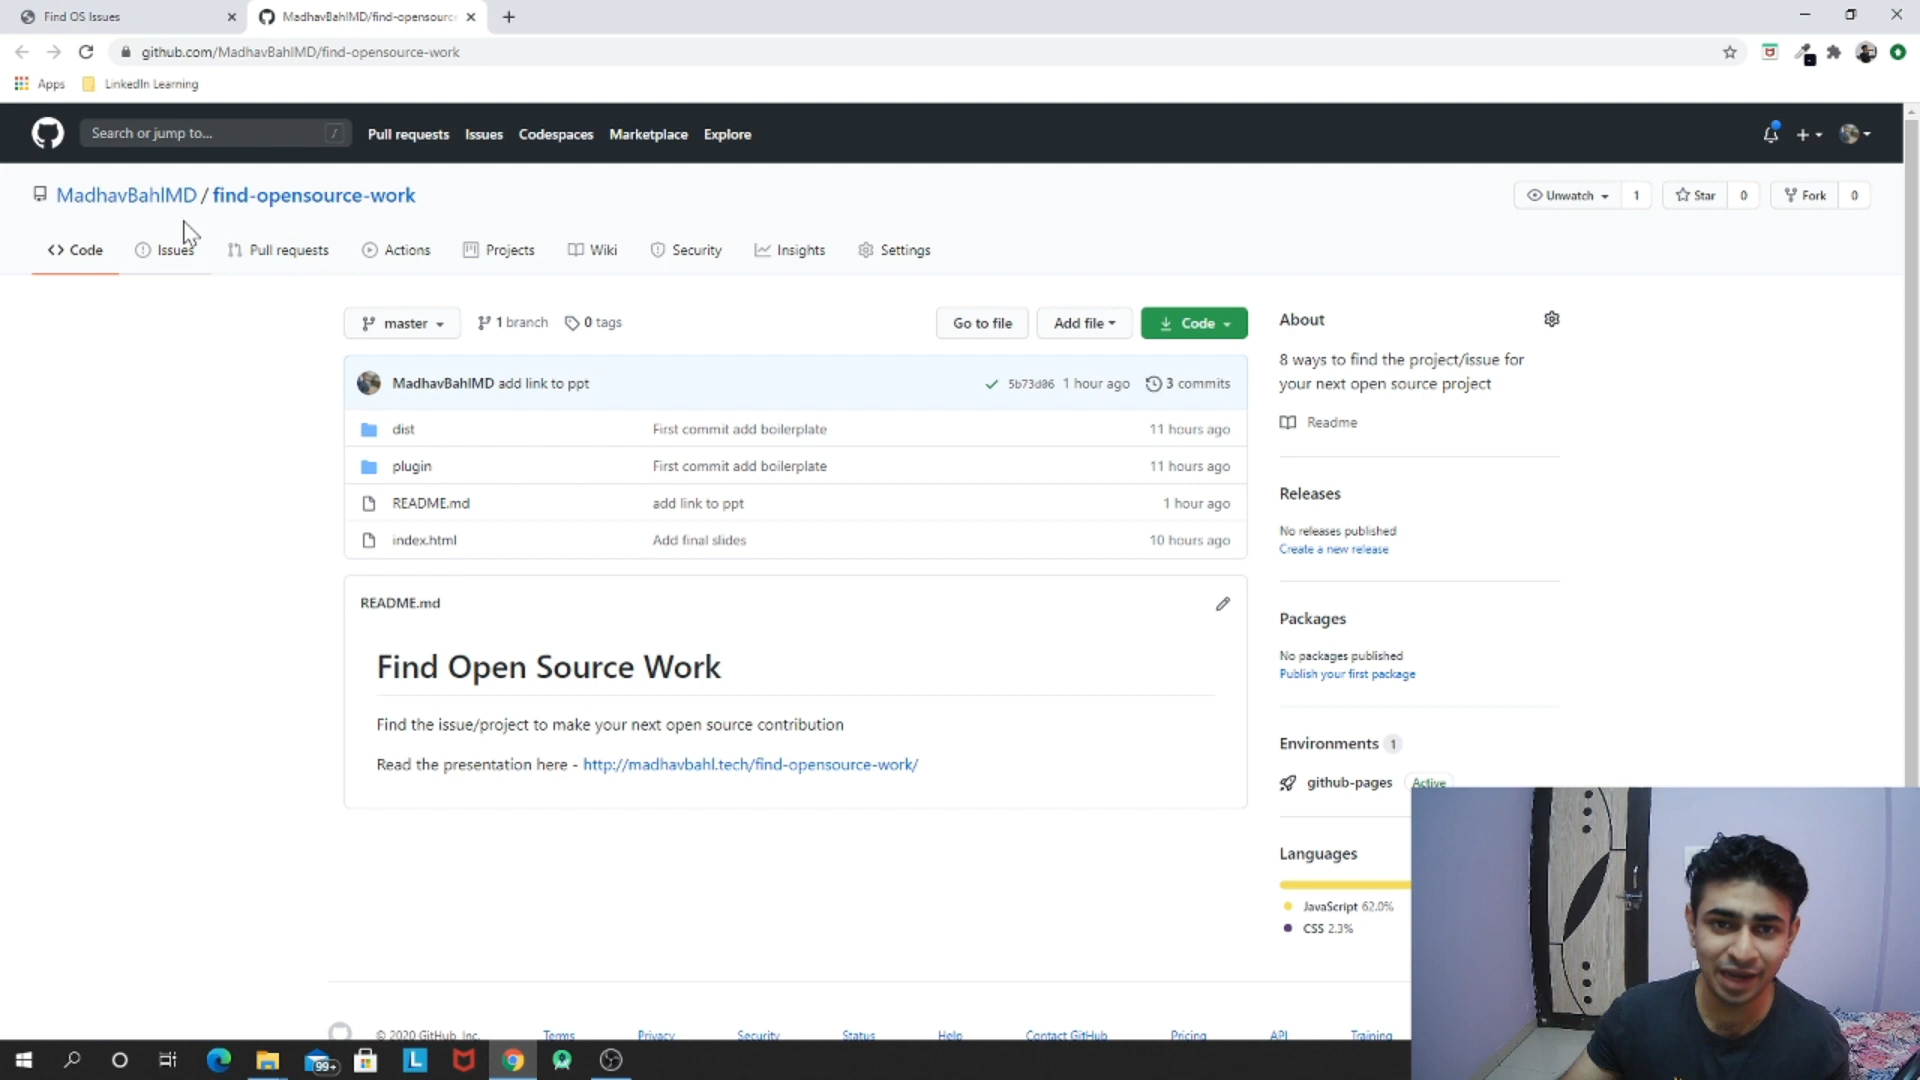 Find OS Issues
MadhavBahlMD/find-opensource
github.com/MadhavBahlMD/find-opensource-work
Apps
LinkedIn Learning
Search or jump to...
/
Pull requests
Issues
Codespaces
Marketplace
Explore
MadhavBahlMD / find-opensource-work
Unwatch
1
Star
0
Fork
0
Code
Issues
Pull requests
Actions
Projects
Wiki
Security
Insights
Settings
master
1 branch
0 tags
Go to file
Add file
Code
MadhavBahlMD add link to ppt
5b73d06
1 hour ago
3 commits
dist
First commit add boilerplate
11 hours ago
plugin
First commit add boilerplate
11 hours ago
README.md
add link to ppt
1 hour ago
index.html
Add final slides
10 hours ago
README.md
Find Open Source Work
Find the issue/project to make your next open source contribution
Read the presentation here - http://madhavbahl.tech/find-opensource-work/
About
8 ways to find the project/issue for
your next open source project
Readme
Releases
No releases published
Create a new release
Packages
No packages published
Publish your first package
Environments 1
github-pages
Active
Languages
JavaScript 62.0%
CSS 2.3%
© 2020 GitHub, Inc.
Terms
Privacy
Security
Status
Help
Contact GitHub
Pricing
API
Training
99+
L